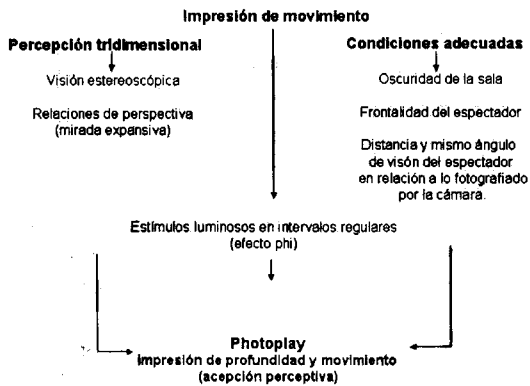 Impresión de movimiento
Percepción tridimensional
Visión estereoscópica
Relaciones de perspectiva
(mirada expansiva)
Condiciones adecuadas
Oscuridad de la sala
Frontalidad del espectador
Distancia y mismo ángulo
de visón del espectador
en relación a lo fotografiado
por la cámara.
Estímulos luminosos en intervalos regulares
(efecto phi)
Photoplay
impresión de profundidad y movimiento
(acepción perceptiva)